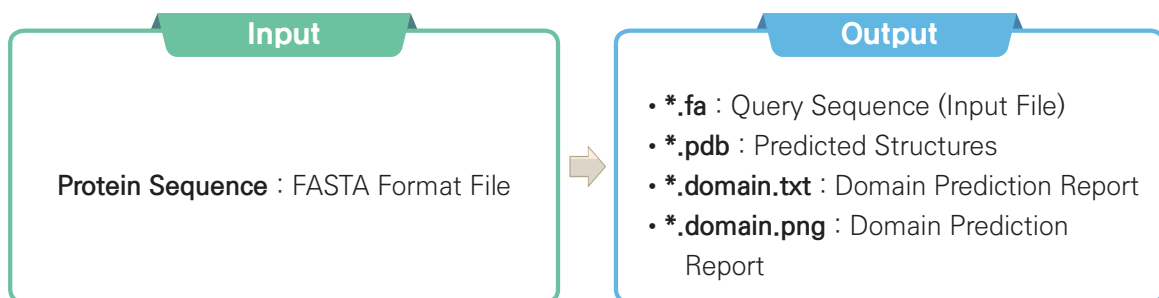 Input
Protein Sequence : FASTA Format File
Output
• *.fa : Query Sequence (Input File)
• *.pdb : Predicted Structures
• *.domain.txt : Domain Prediction Report
• *.domain.png : Domain Prediction
Report